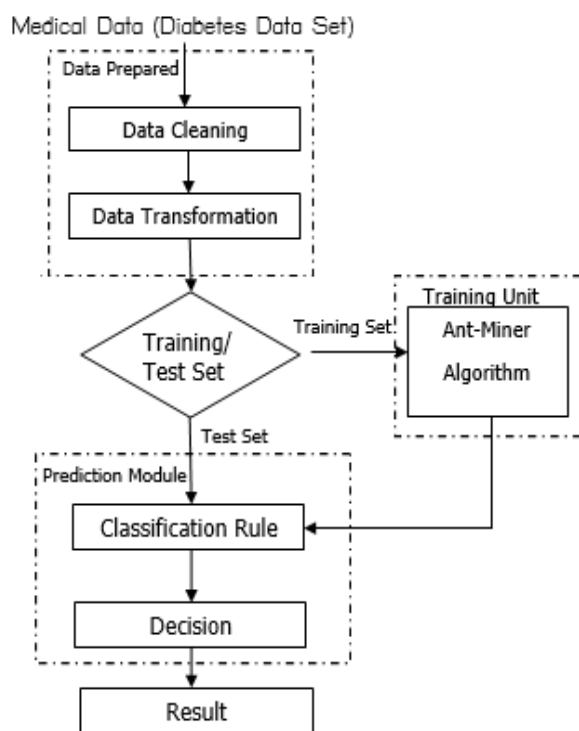 Medical Data (Diabetes Data Set)
Data Prepared
Data Cleaning
Data Transformation
Training/
Test Set
Training Set
Training Unit
Ant-Miner
Algorithm
Test Set
Prediction Module
Classification Rule
Decision
Result